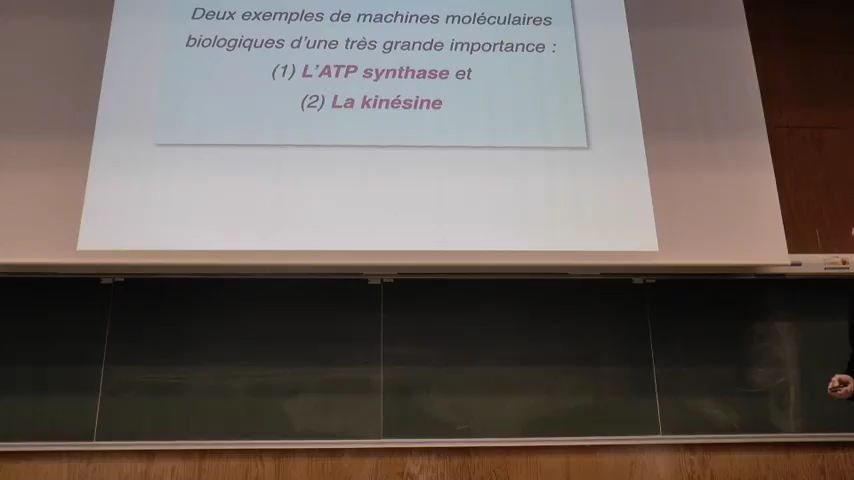 Deux exemples de machines moléculaires
biologiques d'une très grande importance :
(1) L'ATP synthase et
(2) La kinésine